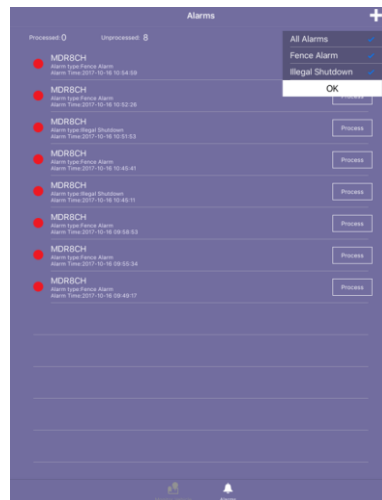 Alarms
Processed:0 Unprocessed: 8
All Alarms
Fence Alarm
Illegal Shutdown
OK
MDR8CH
Alarm type:Fence Alarm
Alarm Time:2017-10-16 10:54:59
MDR8CH
Alarm type:Fence Alarm
Alarm Time:2017-10-16 10:52:26
Process
MDR8CH
Alarm type:Illegal Shutdown
Alarm Time:2017-10-16 10:51:53
Process
MDR8CH
Alarm type:Fence Alarm
Alarm Time:2017-10-16 10:45:41
Process
MDR8CH
Alarm type:Illegal Shutdown
Alarm Time:2017-10-16 10:45:11
Process
MDR8CH
Alarm type:Fence Alarm
Alarm Time:2017-10-16 09:58:53
Process
MDR8CH
Alarm type:Fence Alarm
Alarm Time:2017-10-16 09:55:34
Process
MDR8CH
Alarm type:Fence Alarm
Alarm Time:2017-10-16 09:49:17
Process